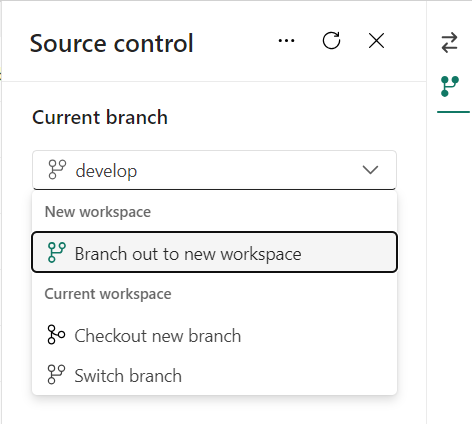 Source control
Current branch
develop
New workspace
Branch out to new workspace
Current workspace
Checkout new branch
Switch branch